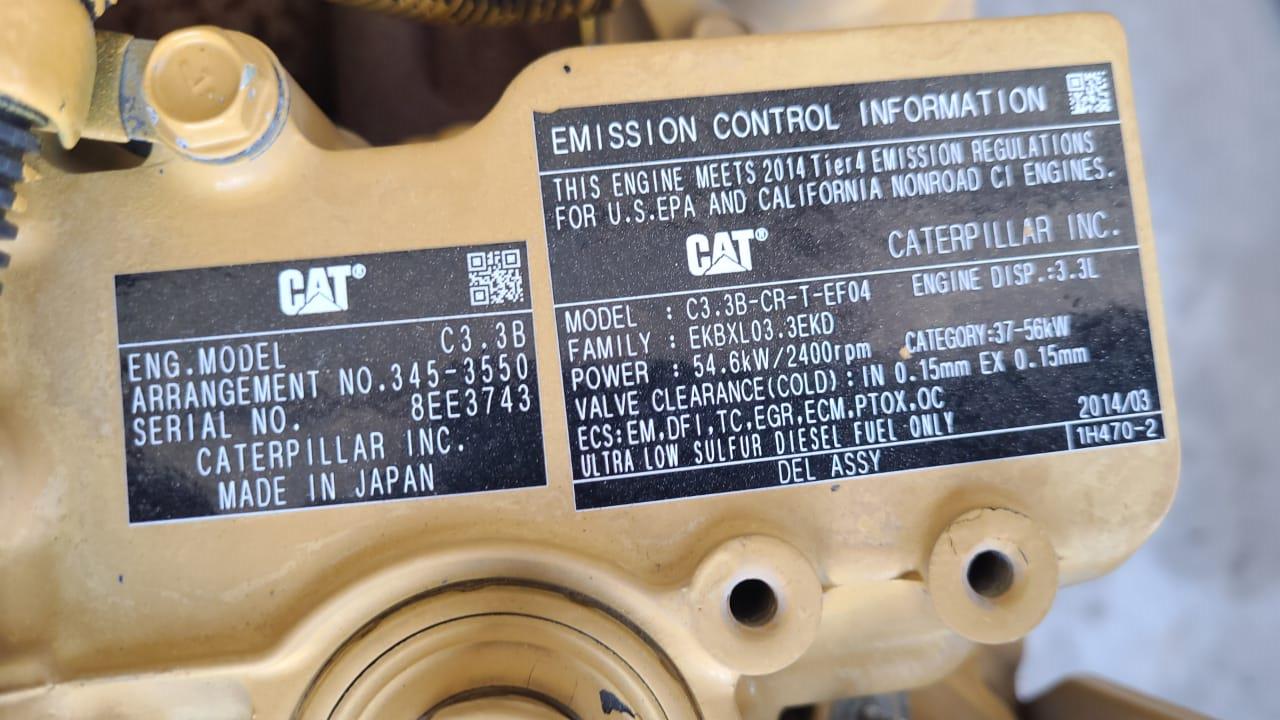 CAT®
ENG.MODEL C3.3B
ARRANGEMENT NO.345-3550
SERIAL NO. 8EE3743
CATERPILLAR INC.
MADE IN JAPAN
EMISSION CONTROL INFORMATION
THIS ENGINE MEETS 2014 Tier4 EMISSION REGULATIONS
FOR U.S.EPA AND CALIFORNIA NONROAD CI ENGINES.
CAT® CATERPILLAR INC.
MODEL : C3.3B-CR-T-EF04 ENGINE DISP.:3.3L
FAMILY : EKBXL03.3EKD
POWER : 54.6kW/2400rpm CATEGORY:37-56kW
VALVE CLEARANCE(COLD):IN 0.15mm EX 0.15mm
ECS:EM,DFI,TC,EGR,ECM,PTOX,OC
ULTRA LOW SULFUR DIESEL FUEL ONLY 2014/03
DEL ASSY 1H470-2